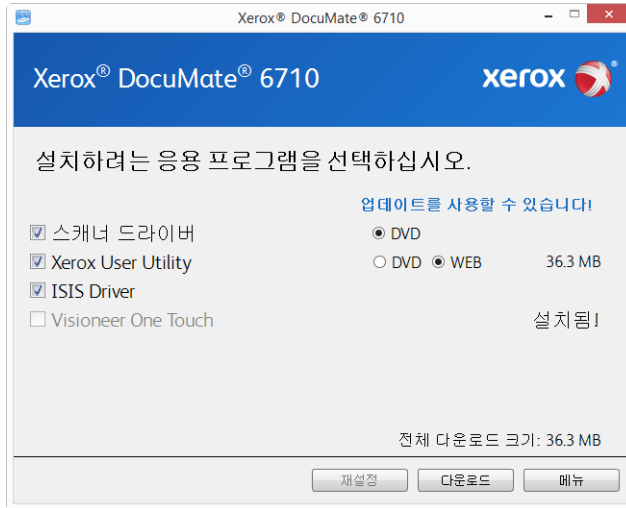 Xerox® DocuMate® 6710
Xerox® DocuMate® 6710
xerox
설치하려는 응용 프로그램을 선택하십시오.
업데이트를 사용할 수 있습니다!
스캐너 드라이버 DVD
Xerox User Utility DVD WEB 36.3 MB
ISIS Driver
Visioneer One Touch 설치됨!
전체 다운로드 크기: 36.3 MB
재설정 다운로드 메뉴